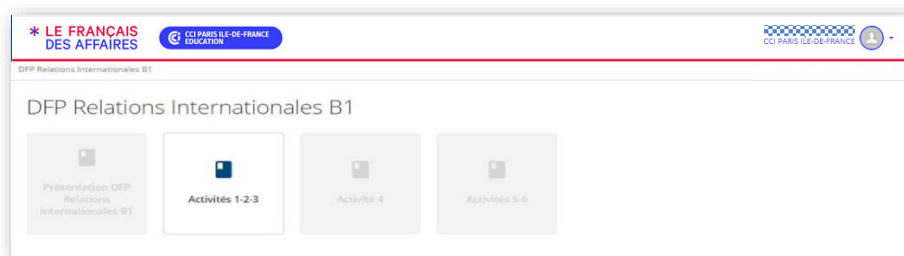 * LE FRANÇAIS
DES AFFAIRES
CCI PARIS ILE-DE-FRANCE
EDUCATION
CCI PARIS ILE-DE-FRANCE
DFP Relations Internationales B1
DFP Relations Internationales B1
Présentation DFP
Relations
Internationales B1
Activités 1-2-3
Activité 4
Activités 5-6